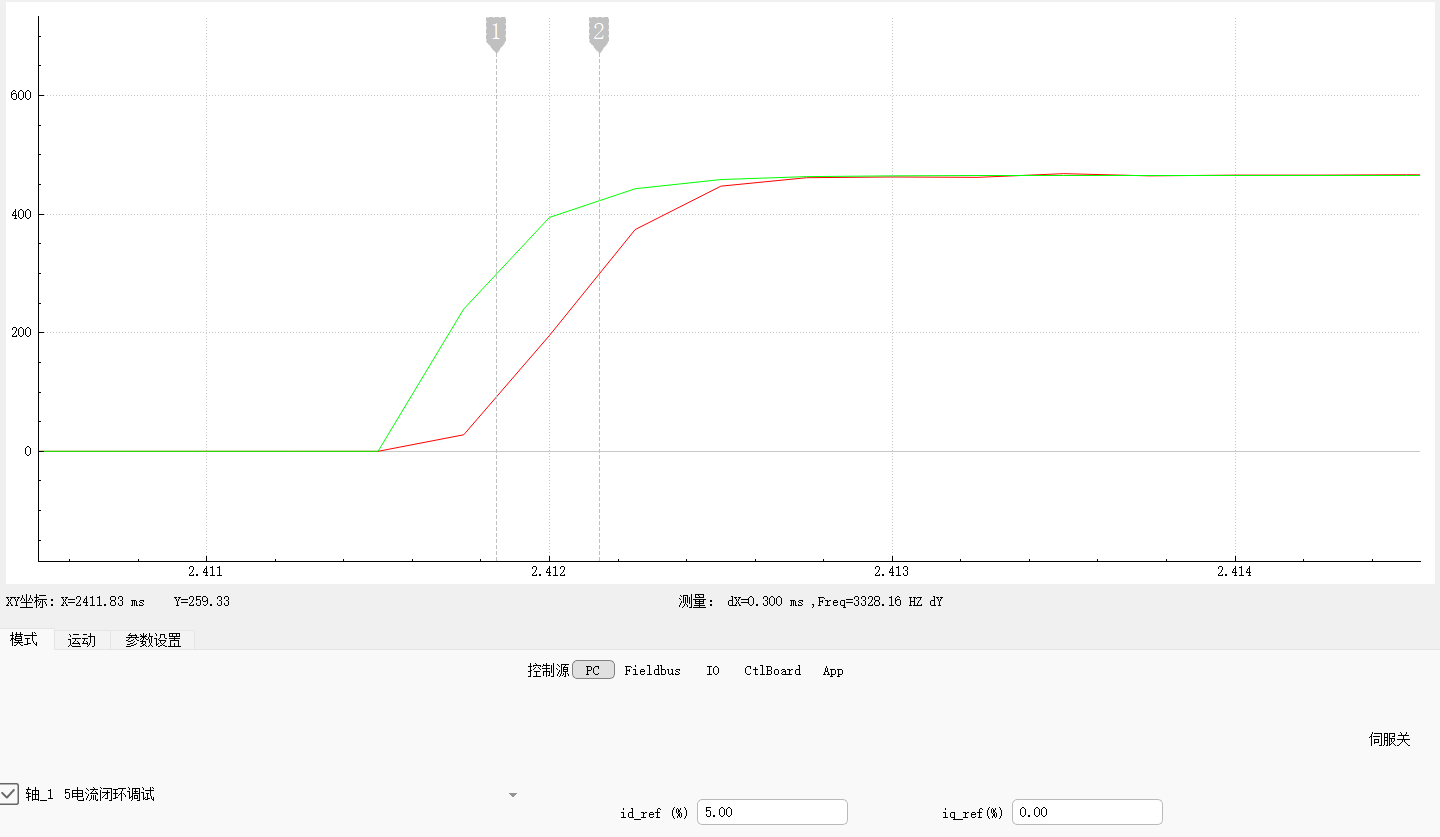 1 2
600
400
200
0
2.411 2.412 2.413 2.414
XY坐标: X=2411.83 ms Y=259.33 测量: dX=0.300 ms ,Freq=3328.16 HZ dY
模式 运动 参数设置
控制源 PC Fieldbus IO CtlBoard App
伺服关
轴_1 5电流闭环调试
id_ref (%) 5.00 iq_ref(%) 0.00